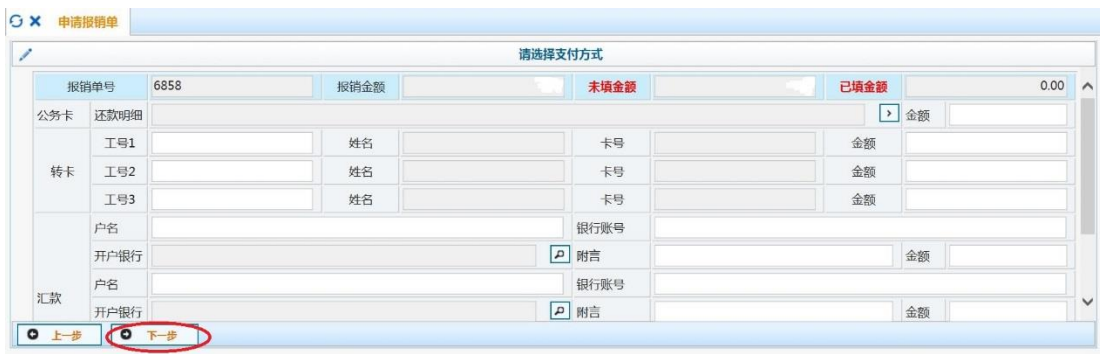 申请报销单
请选择支付方式
报销单号 6858 报销金额 未填金额 已填金额 0.00
公务卡 还款明细 金额
工号1 姓名 卡号 金额
转卡 工号2 姓名 卡号 金额
工号3 姓名 卡号 金额
户名 银行账号
开户银行 附言 金额
户名 银行账号
汇款
开户银行 附言 金额
上一步 下一步